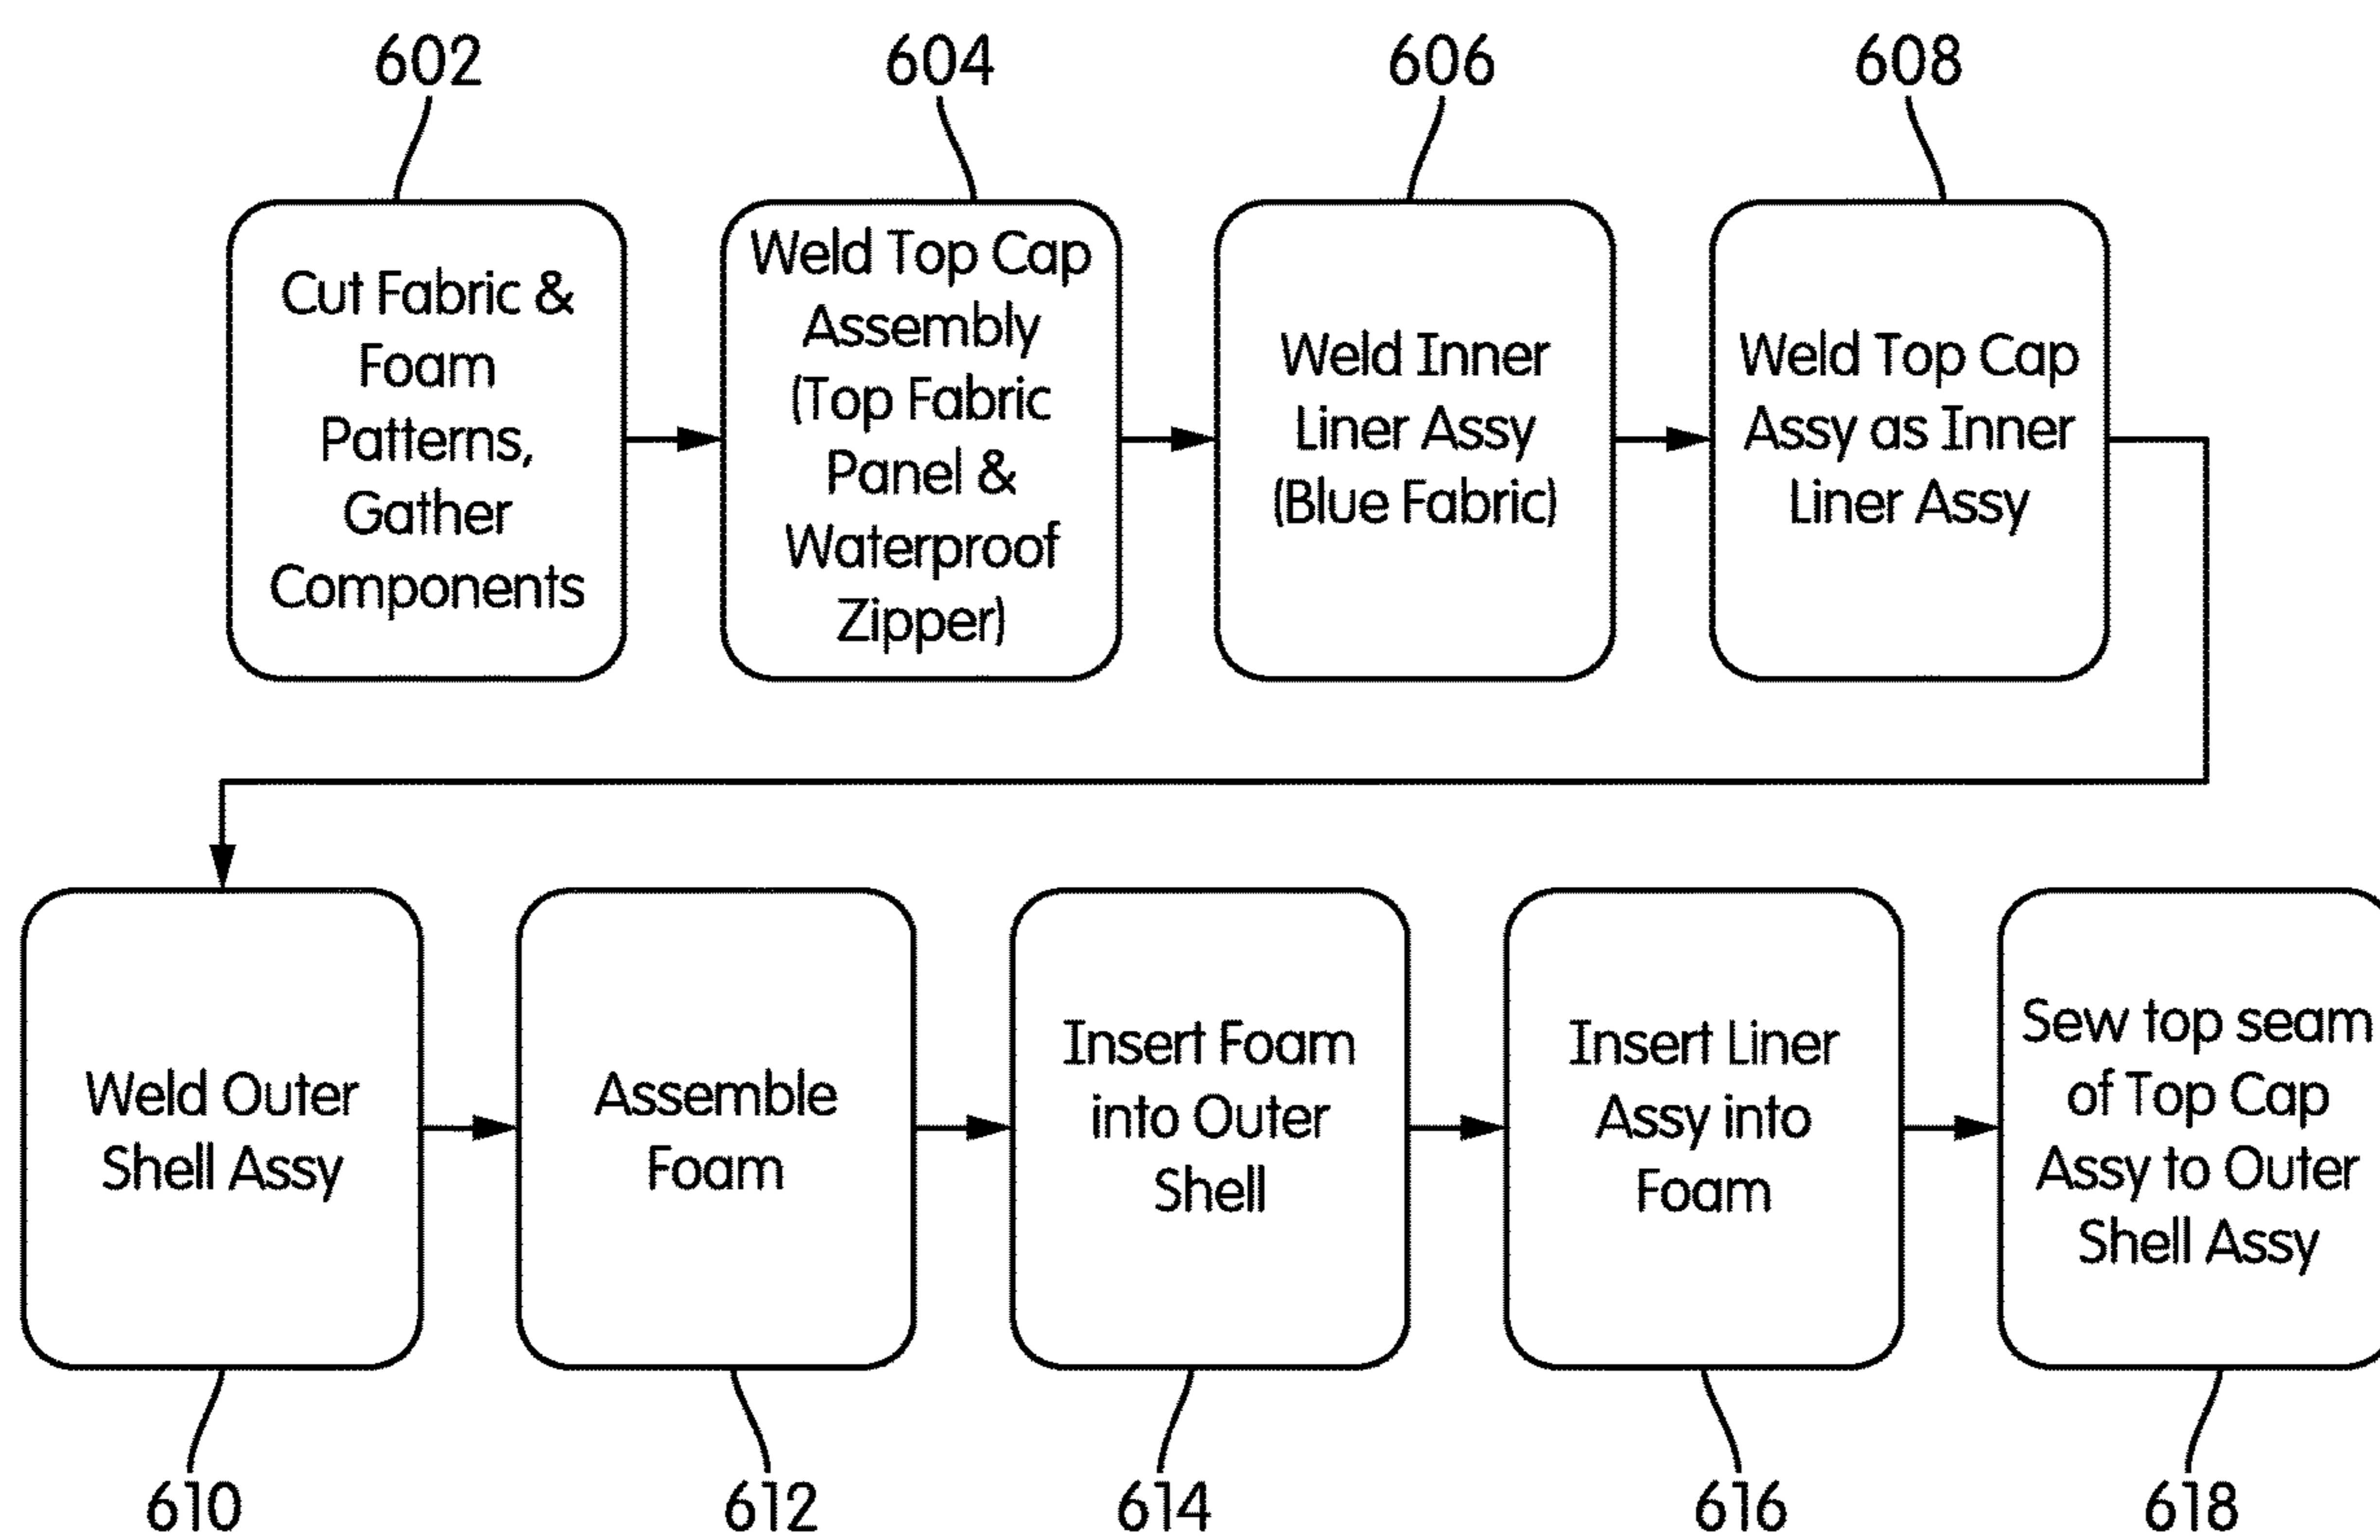 602
604
606
608
Cut Fabric &
Foam
Patterns,
Gather
Components
Weld Top Cap
Assembly
(Top Fabric
Panel &
Waterproof
Zipper)
Weld Inner
Liner Assy
(Blue Fabric)
Weld Top Cap
Assy as Inner
Liner Assy
Weld Outer
Shell Assy
Assemble
Foam
Insert Foam
into Outer
Shell
Insert Liner
Assy into
Foam
Sew top seam
of Top Cap
Assy to Outer
Shell Assy
610
612
614
616
618